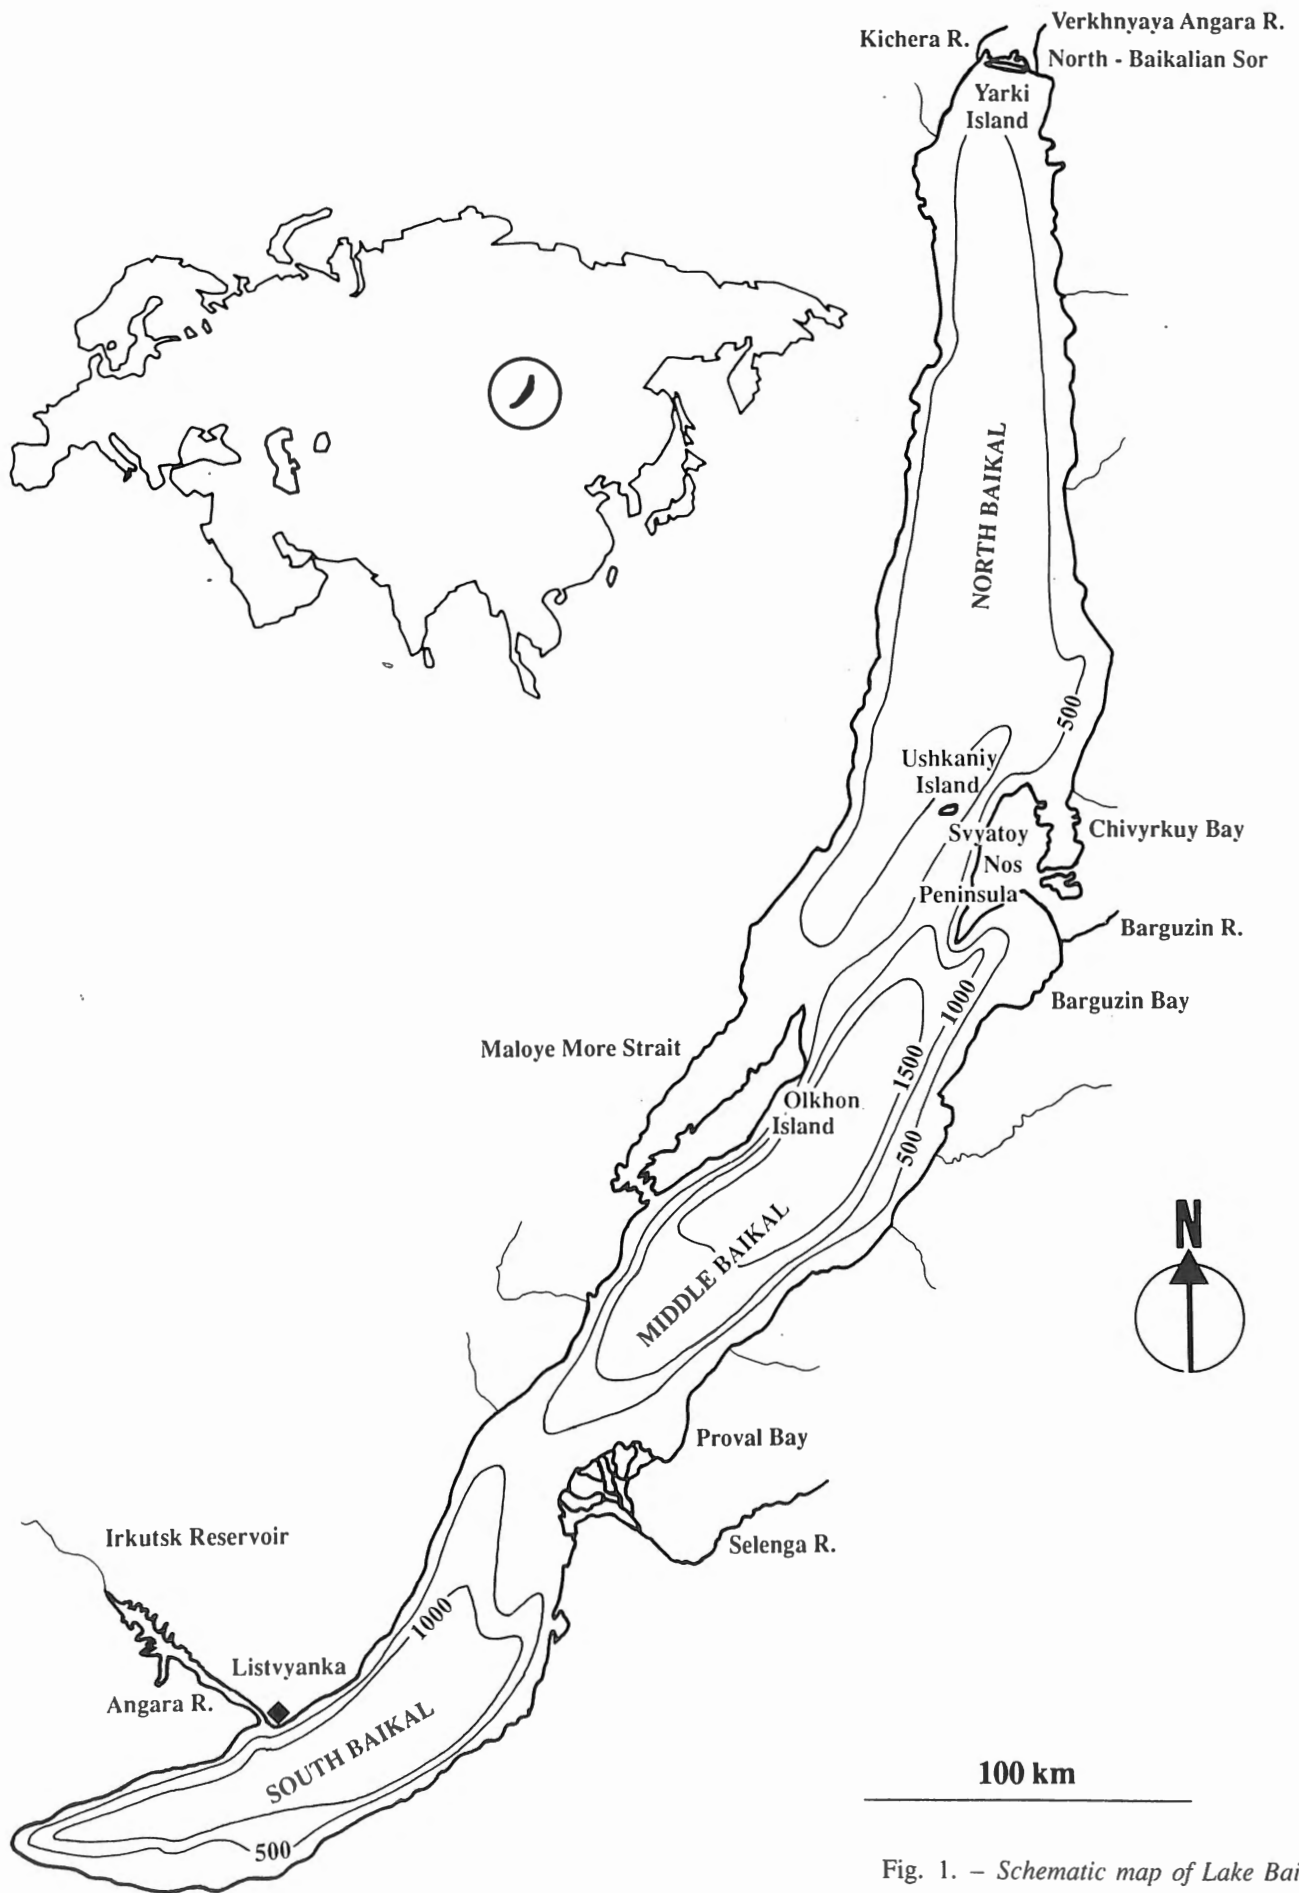 Kichera R.
Verkhnyaya Angara R.
North - Baikalian Sor
Yarki
Island
NORTH BAIKAL
500
Ushkaniy
Island
Svyatoy
Nos
Peninsula
Chivyrkuy Bay
Barguzin R.
Barguzin Bay
1000
Maloye More Strait
1500
Olkhon
Island
500
N
MIDDLE BAIKAL
Proval Bay
Selenga R.
Irkutsk Reservoir
1000
Listvyanka
Angara R.
SOUTH BAIKAL
100 km
500
Fig. 1. – Schematic map of Lake Bai